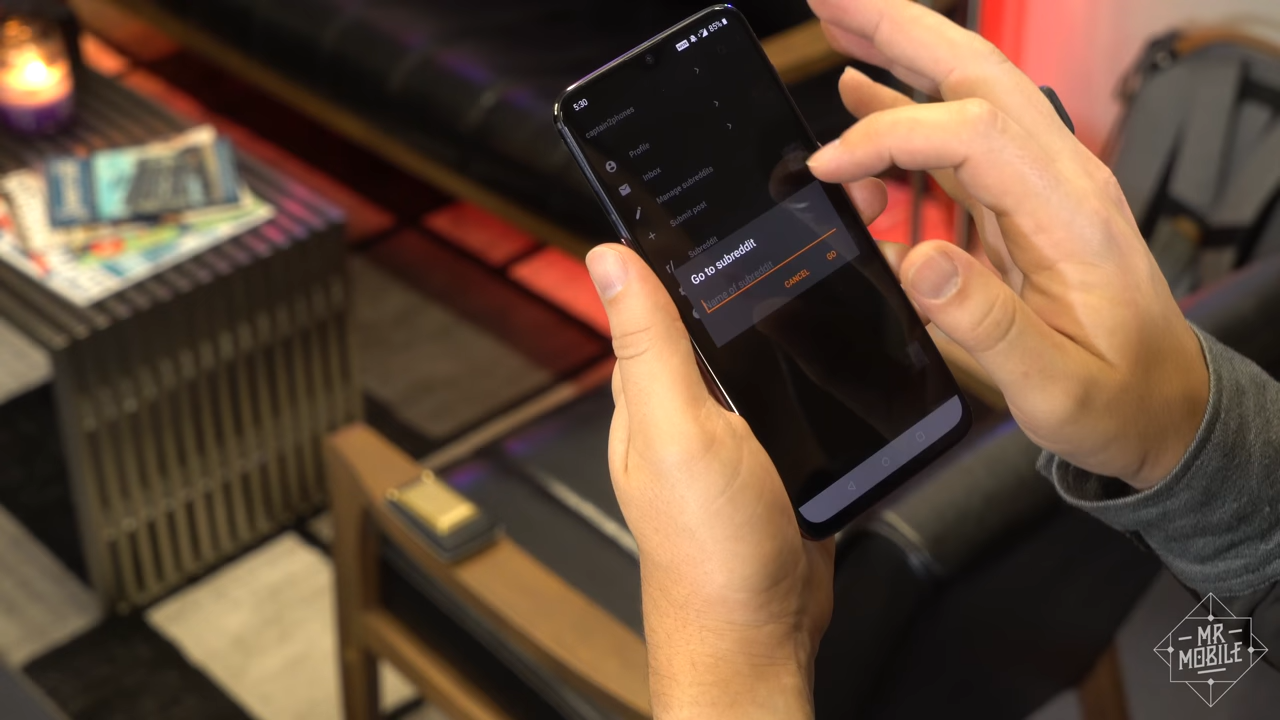 5:30
85%
captain2phones
Profile
Inbox
Manage subreddits
Submit post
Subreddit
Go to subreddit
Name of subreddit
CANCEL
GO
MR
MOBILE